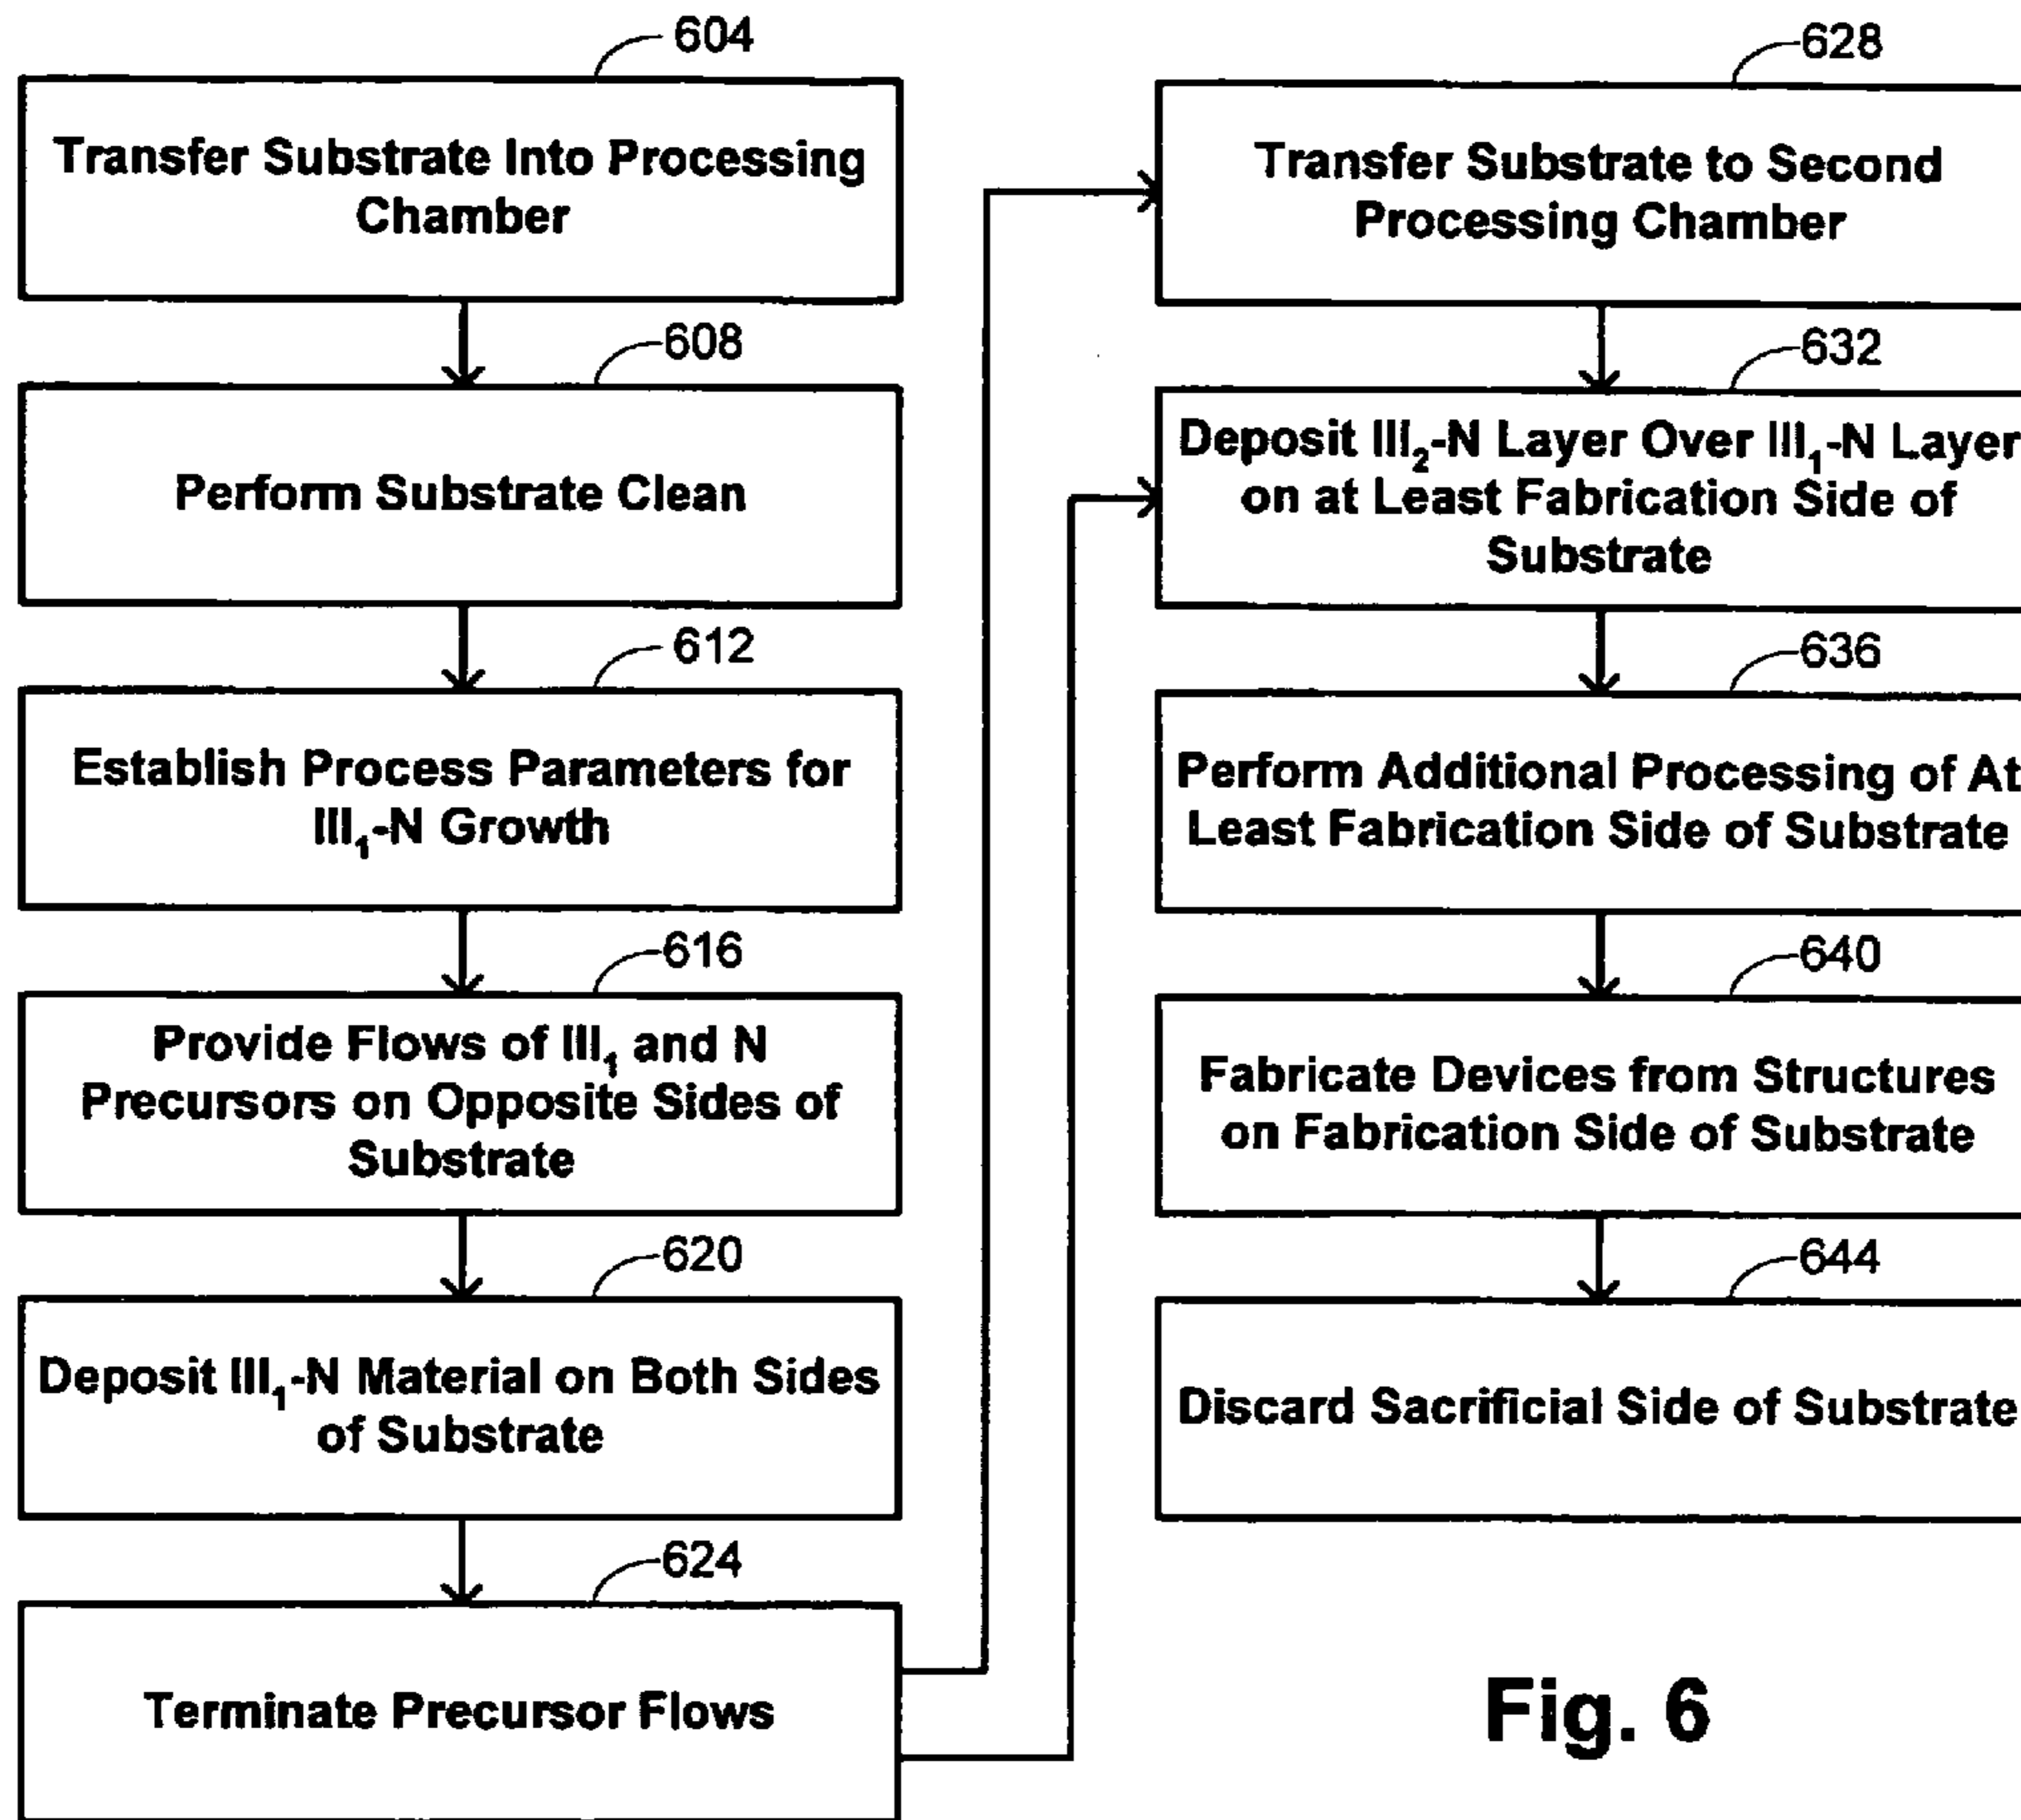 604
Transfer Substrate Into Processing
Chamber
608
Perform Substrate Clean
612
Establish Process Parameters for
III₁-N Growth
616
Provide Flows of III₁ and N
Precursors on Opposite Sides of
Substrate
620
Deposit III₁-N Material on Both Sides
of Substrate
624
Terminate Precursor Flows
628
Transfer Substrate to Second
Processing Chamber
632
Deposit III₂-N Layer Over III₁-N Layer
on at Least Fabrication Side of
Substrate
636
Perform Additional Processing of At
Least Fabrication Side of Substrate
640
Fabricate Devices from Structures
on Fabrication Side of Substrate
644
Discard Sacrificial Side of Substrate
Fig. 6